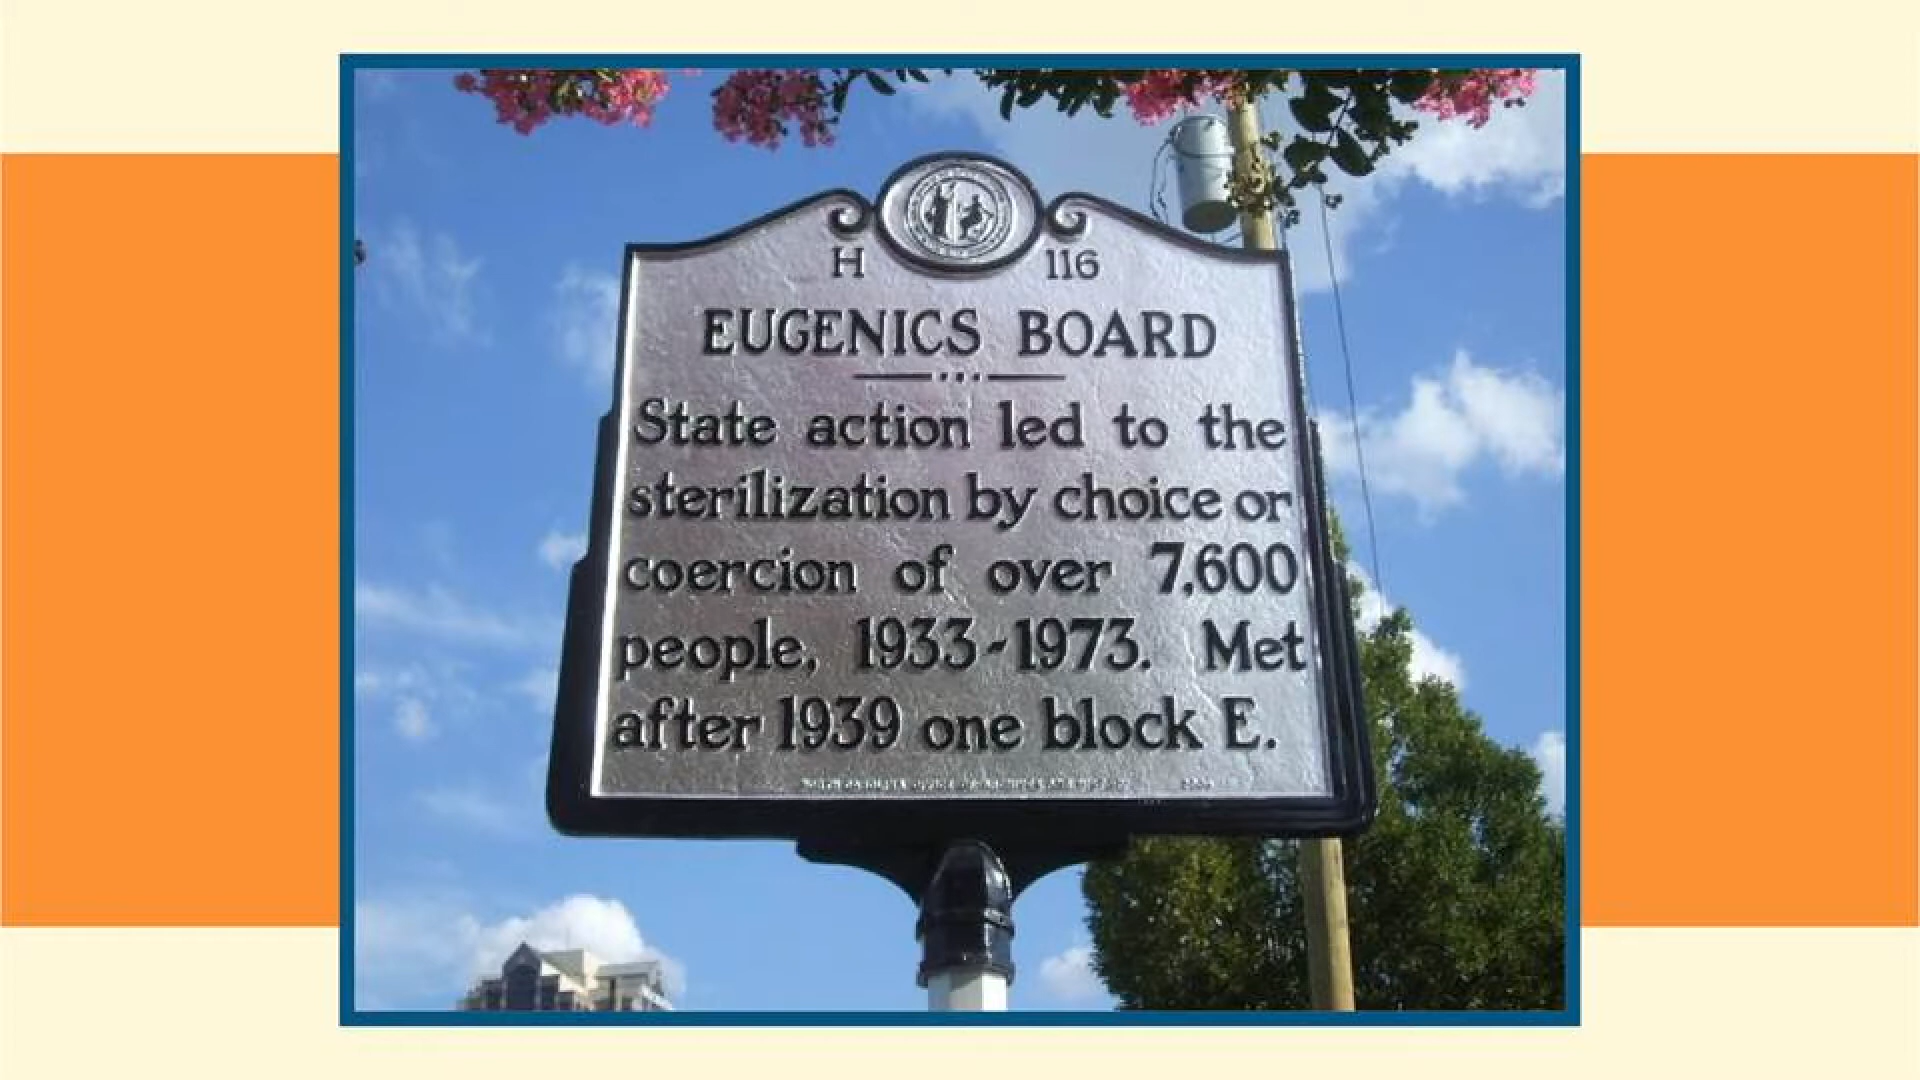 H 116
EUGENICS BOARD
State action led to the
sterilization by choice or
coercion of over 7,600
people, 1933-1973. Met
after 1939 one block E.